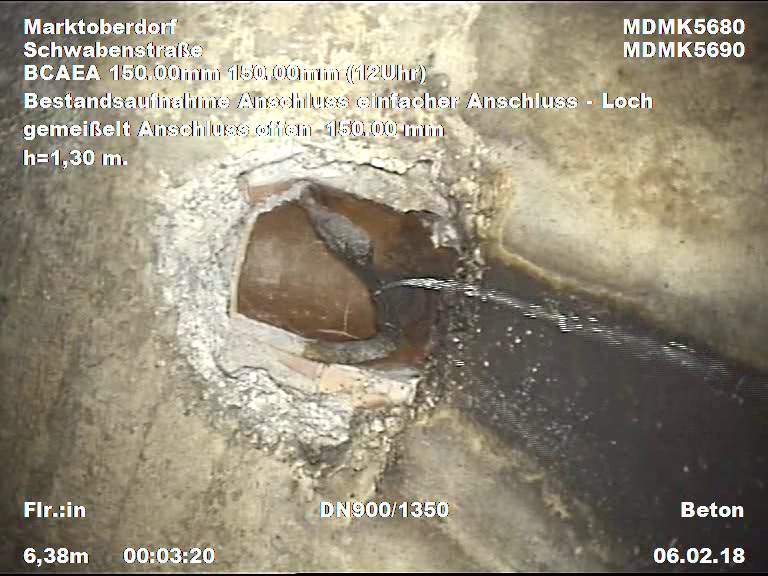 Marktoberdorf
MDMK5680
Schwabenstraße
MDMK5690
BCAEA 150.00mm 150.00mm (12Uhr)
Bestandsaufnahme Anschluss einfacher Anschluss - Loch
gemeißelt Anschluss offen 150.00 mm
h=1,30 m.
Flr.:in
DN900/1350
Beton
6,38m
00:03:20
06.02.18